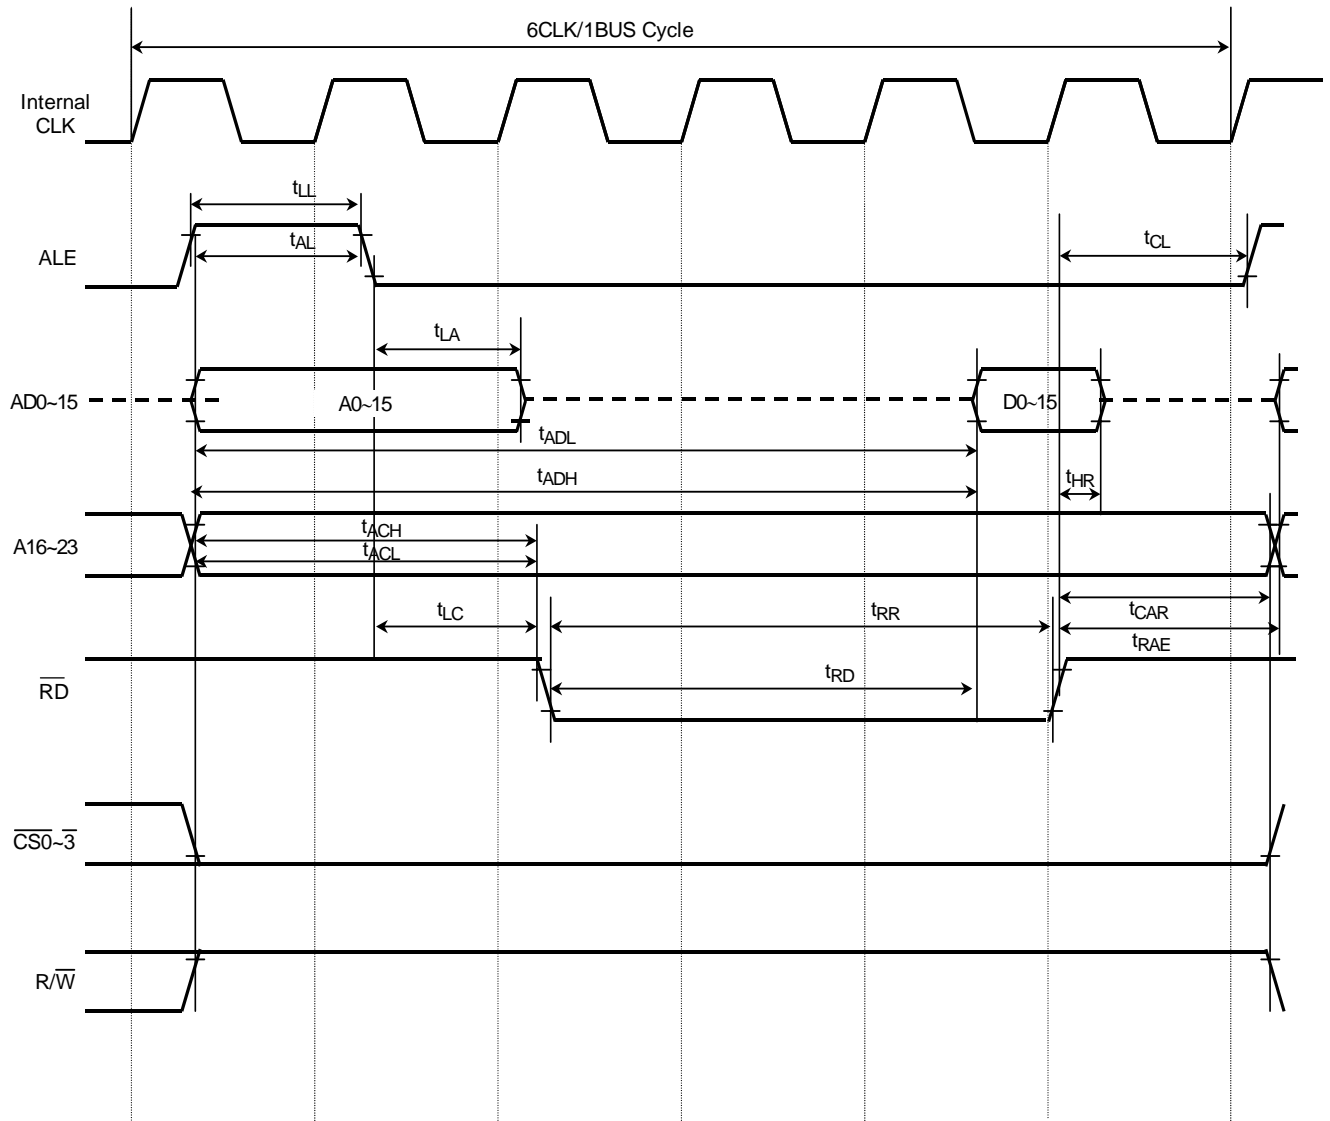 6CLK/1BUS Cycle
Internal
CLK
tLL
tAL
tCL
ALE
tLA
AD0~15
A0~15
D0~15
tADL
tADH
tHR
tACH
A16~23
tACL
tLC
tRR
tCAR
tRAE
RD
tRD
CS0~3
R/W